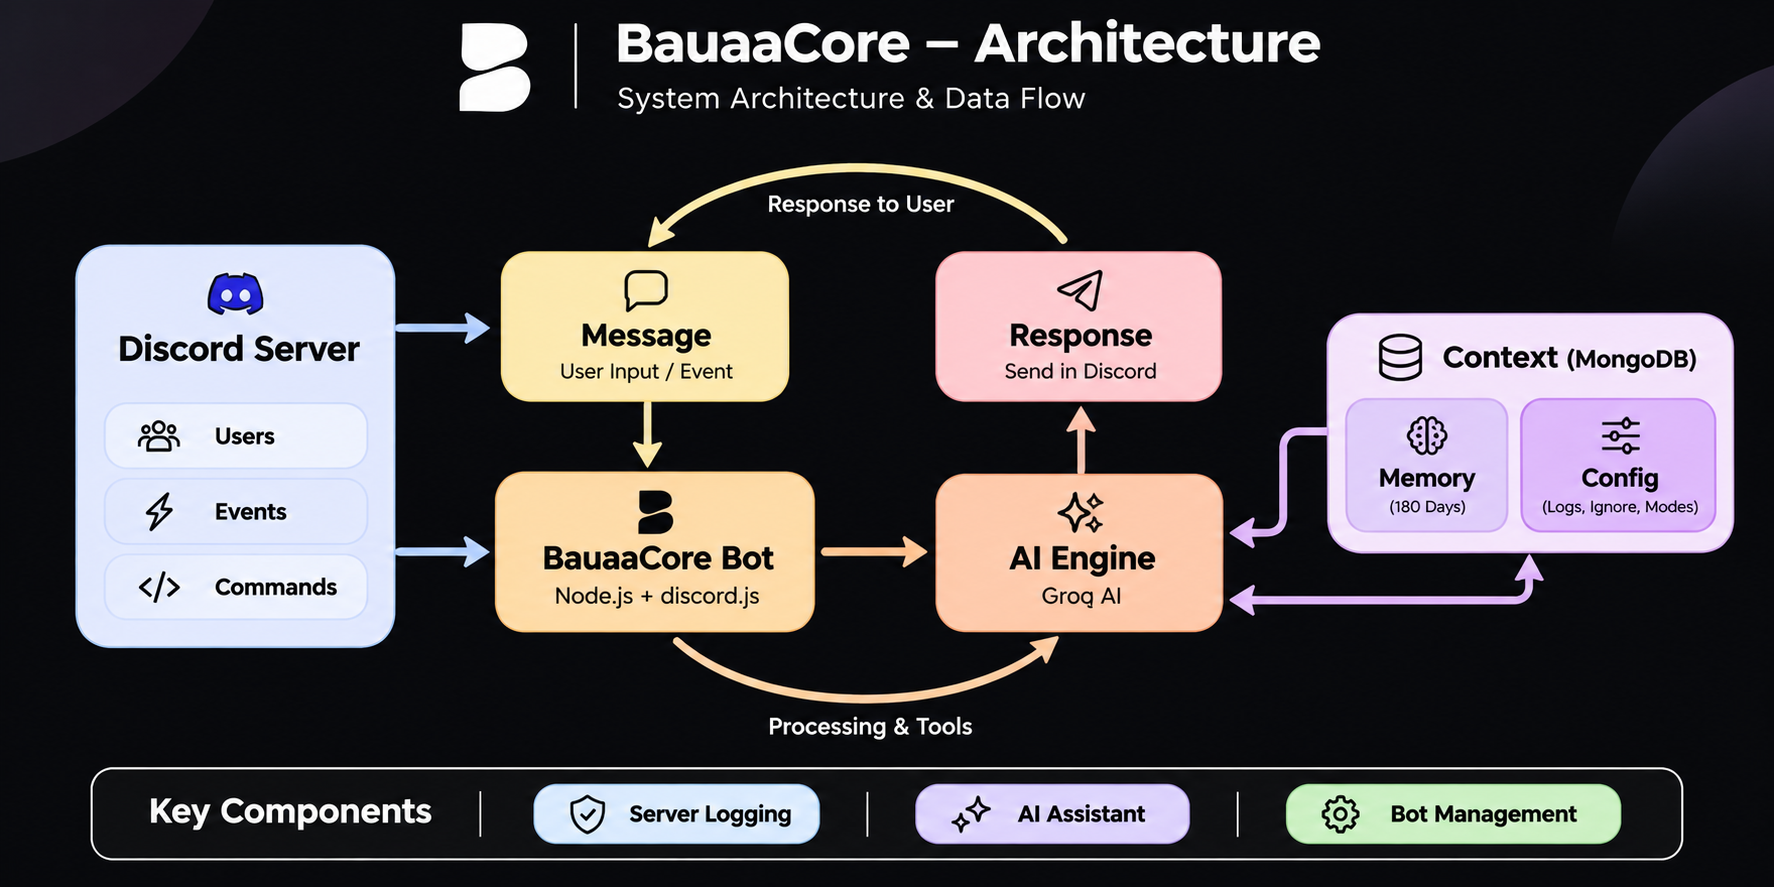 BauaaCore – Architecture
System Architecture & Data Flow
Response to User
Discord Server
Users
Events
Commands
Message
User Input / Event
BauaaCore Bot
Node.js + discord.js
Response
Send in Discord
AI Engine
Groq AI
Context (MongoDB)
Memory
(180 Days)
Config
(Logs, Ignore, Modes)
Processing & Tools
Key Components
Server Logging
AI Assistant
Bot Management